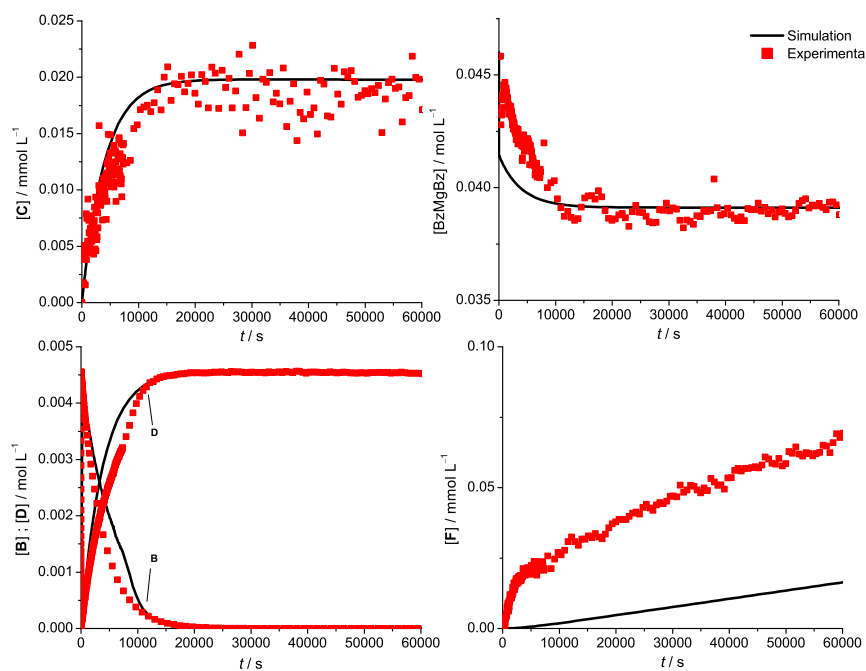 0.025
0.020
0.015
0.010
0.005
0.000
[C] / mmol L⁻¹
0 10000 20000 30000 40000 50000 60000
t / s
Simulation
Experimenta
0.045
0.040
0.035
[BzMgBz] / mol L⁻¹
0 10000 20000 30000 40000 50000 60000
t / s
0.005
0.004
0.003
0.002
0.001
0.000
[B] ; [D] / mol L⁻¹
D
B
0 10000 20000 30000 40000 50000 60000
t / s
0.10
0.05
0.00
[F] / mmol L⁻¹
0 10000 20000 30000 40000 50000 60000
t / s